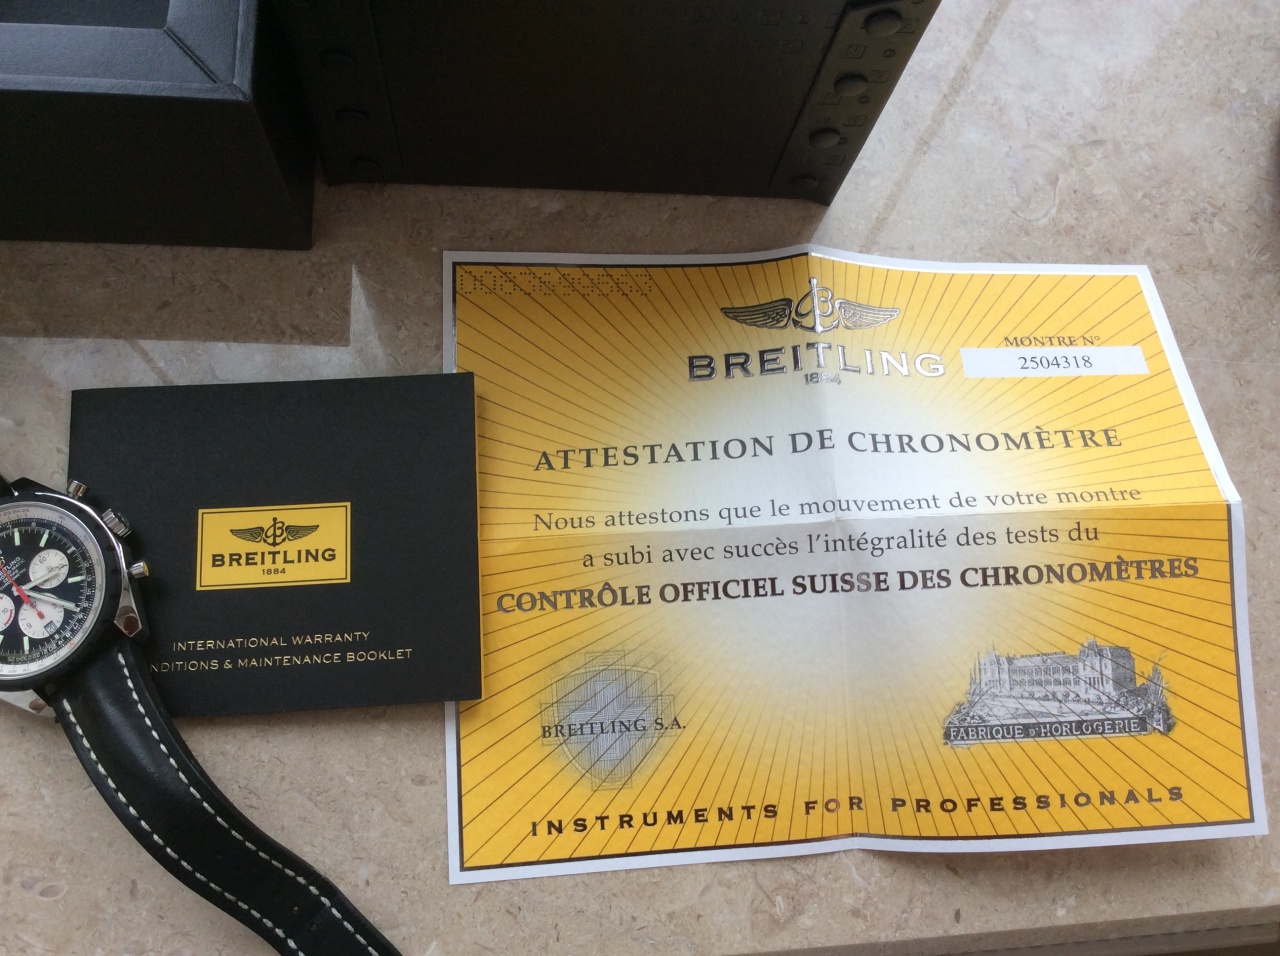 BREITLING
1884
MONTRE N°
2504318
ATTESTATION DE CHRONOMÈTRE
Nous attestons que le mouvement de votre montre
a subi avec succès l'intégralité des tests du
CONTRÔLE OFFICIEL SUISSE DES CHRONOMÈTRES
BREITLING S.A.
FABRIQUE D'HORLOGERIE
INSTRUMENTS FOR PROFESSIONALS
BREITLING
1884
INTERNATIONAL WARRANTY
NDITIONS & MAINTENANCE BOOKLET